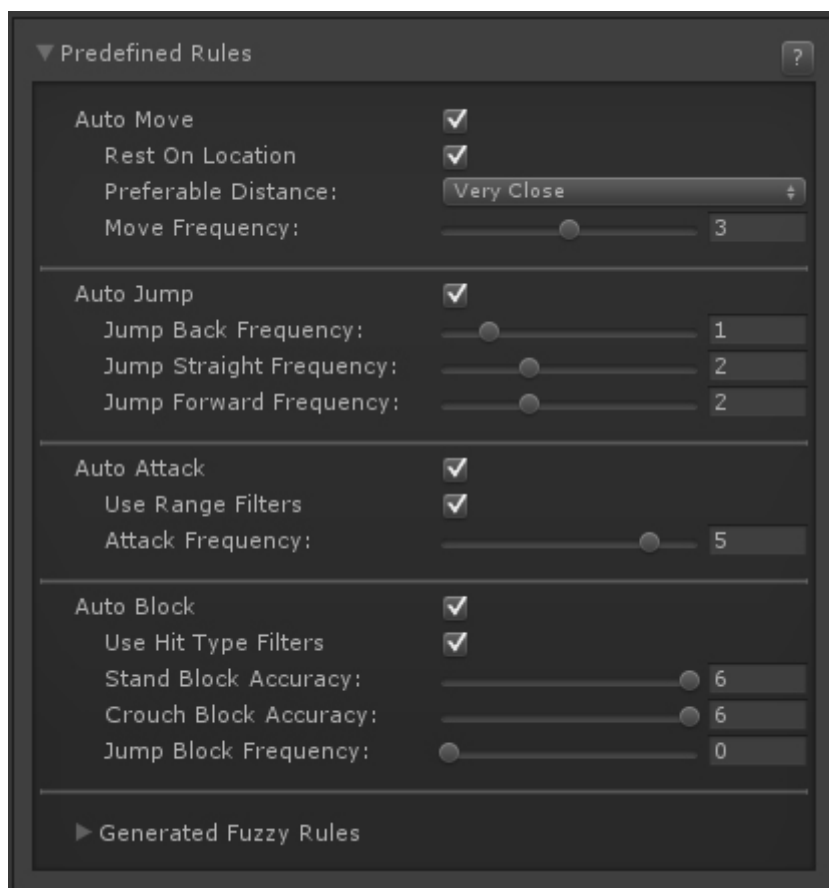 Predefined Rules ?
Auto Move
Rest On Location
Preferable Distance: Very Close
Move Frequency: 3
Auto Jump
Jump Back Frequency: 1
Jump Straight Frequency: 2
Jump Forward Frequency: 2
Auto Attack
Use Range Filters
Attack Frequency: 5
Auto Block
Use Hit Type Filters
Stand Block Accuracy: 6
Crouch Block Accuracy: 6
Jump Block Frequency: 0
Generated Fuzzy Rules